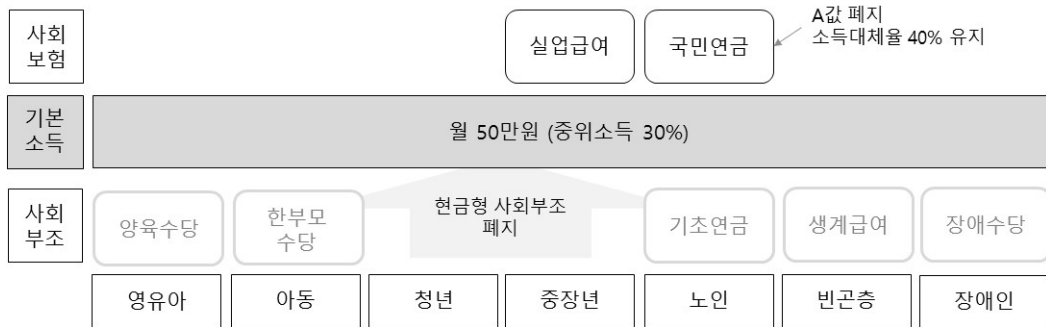 사회
보험
실업급여
국민연금
A값 폐지
소득대체율 40% 유지
기본
소득
월 50만원 (중위소득 30%)
사회
부조
양육수당
한부모
수당
현금형 사회부조
폐지
기초연금
생계급여
장애수당
영유아
아동
청년
중장년
노인
빈곤층
장애인